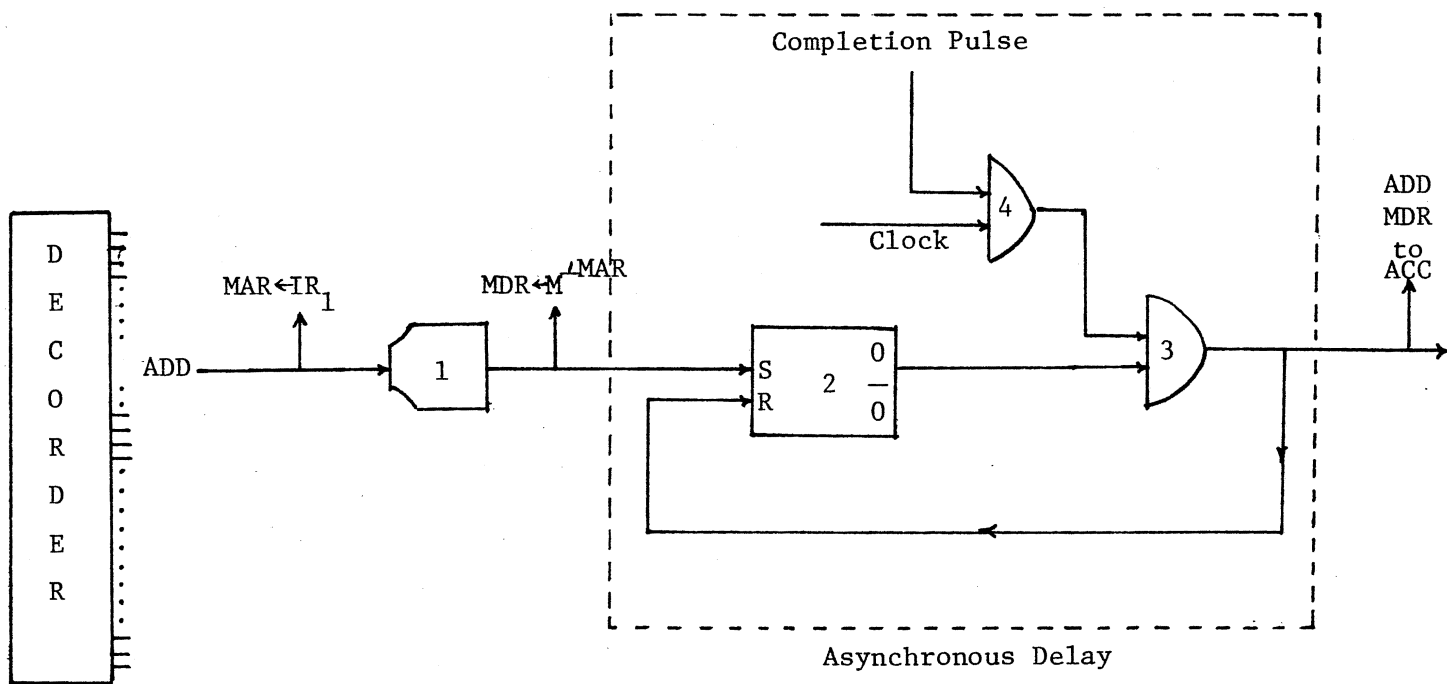 Completion Pulse
4
Clock
ADD
MDR
to
ACC
D
E
C
O
R
D
E
R
MAR←IR1
MDR←M MAR
ADD
1
S
R
2
0
0
3
Asynchronous Delay